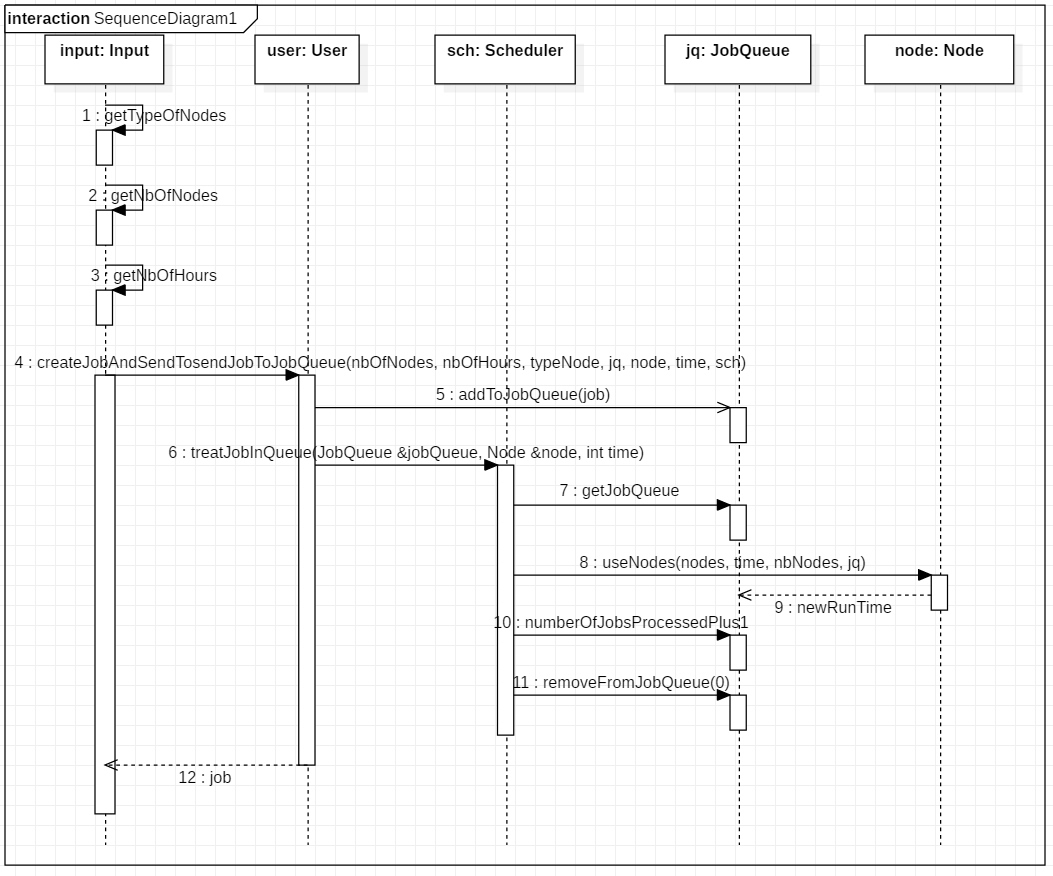 interaction SequenceDiagram1
input: Input
user: User
sch: Scheduler
jq: JobQueue
node: Node
1 : getTypeOfNodes
2 : getNbOfNodes
3 : getNbOfHours
4 : createJobAndSendTosendJobToJobQueue(nbOfNodes, nbOfHours, typeNode, jq, node, time, sch)
5 : addToJobQueue(job)
6 : treatJobInQueue(JobQueue &jobQueue, Node &node, int time)
7 : getJobQueue
8 : useNodes(nodes, time, nbNodes, jq)
9 : newRunTime
10 : numberOfJobsProcessedPlus1
11 : removeFromJobQueue(0)
12 : job